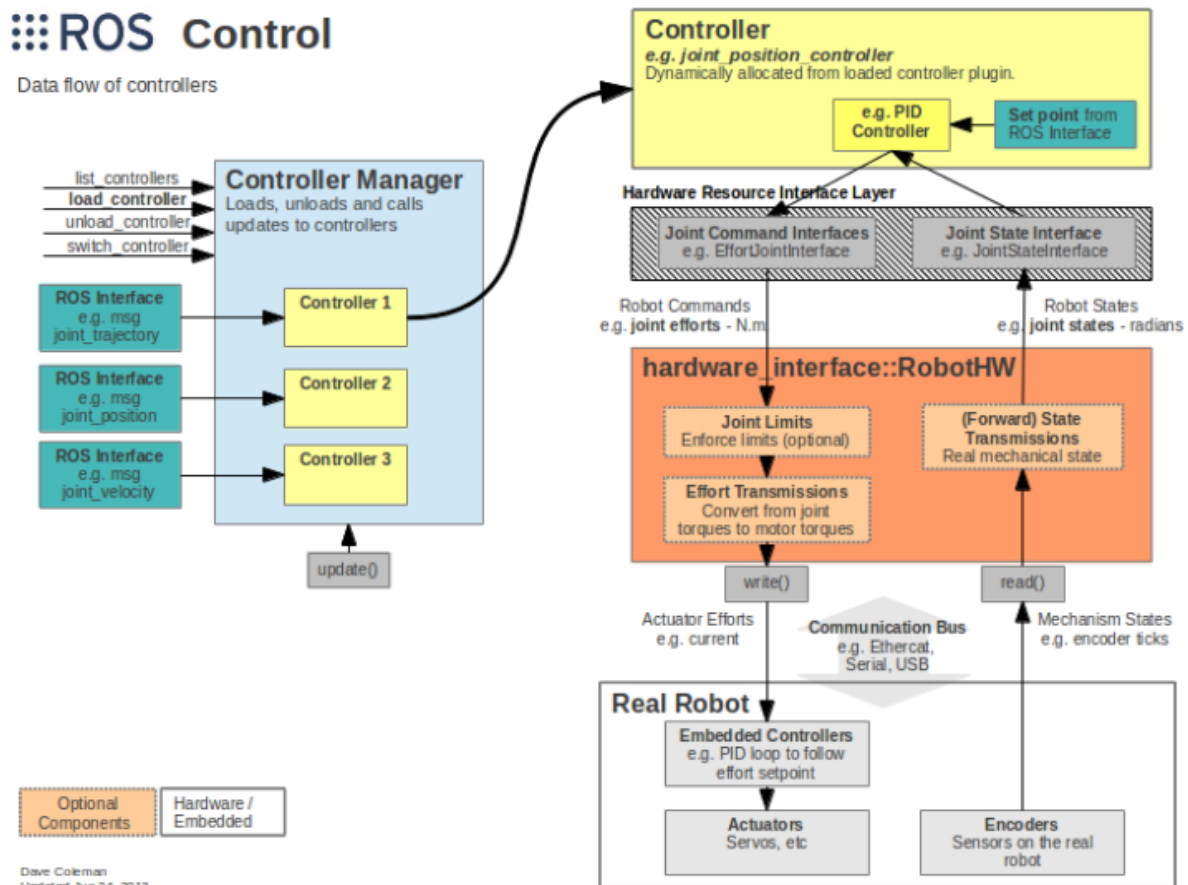 ROS Control
Data flow of controllers
list_controllers
load_controller
unload_controller
switch_controller
Controller Manager
Loads, unloads and calls
updates to controllers
ROS Interface
e.g. msg
joint_trajectory
Controller 1
ROS Interface
e.g. msg
joint_position
Controller 2
ROS Interface
e.g. msg
joint_velocity
Controller 3
update()
Controller
e.g. joint_position_controller
Dynamically allocated from loaded controller plugin.
e.g. PID
Controller
Set point from
ROS Interface
Hardware Resource Interface Layer
Joint Command Interfaces
e.g. EffortJointInterface
Joint State Interface
e.g. JointStateInterface
Robot Commands
e.g. joint efforts - N.m
Robot States
e.g. joint states - radians
hardware_interface::RobotHW
Joint Limits
Enforce limits (optional)
Effort Transmissions
Convert from joint
torques to motor torques
(Forward) State
Transmissions
Real mechanical state
write()
read()
Actuator Efforts
e.g. current
Communication Bus
e.g. Ethercat,
Serial, USB
Mechanism States
e.g. encoder ticks
Real Robot
Embedded Controllers
e.g. PID loop to follow
effort setpoint
Actuators
Servos, etc
Encoders
Sensors on the real
robot
Optional
Components
Hardware /
Embedded
Dave Coleman